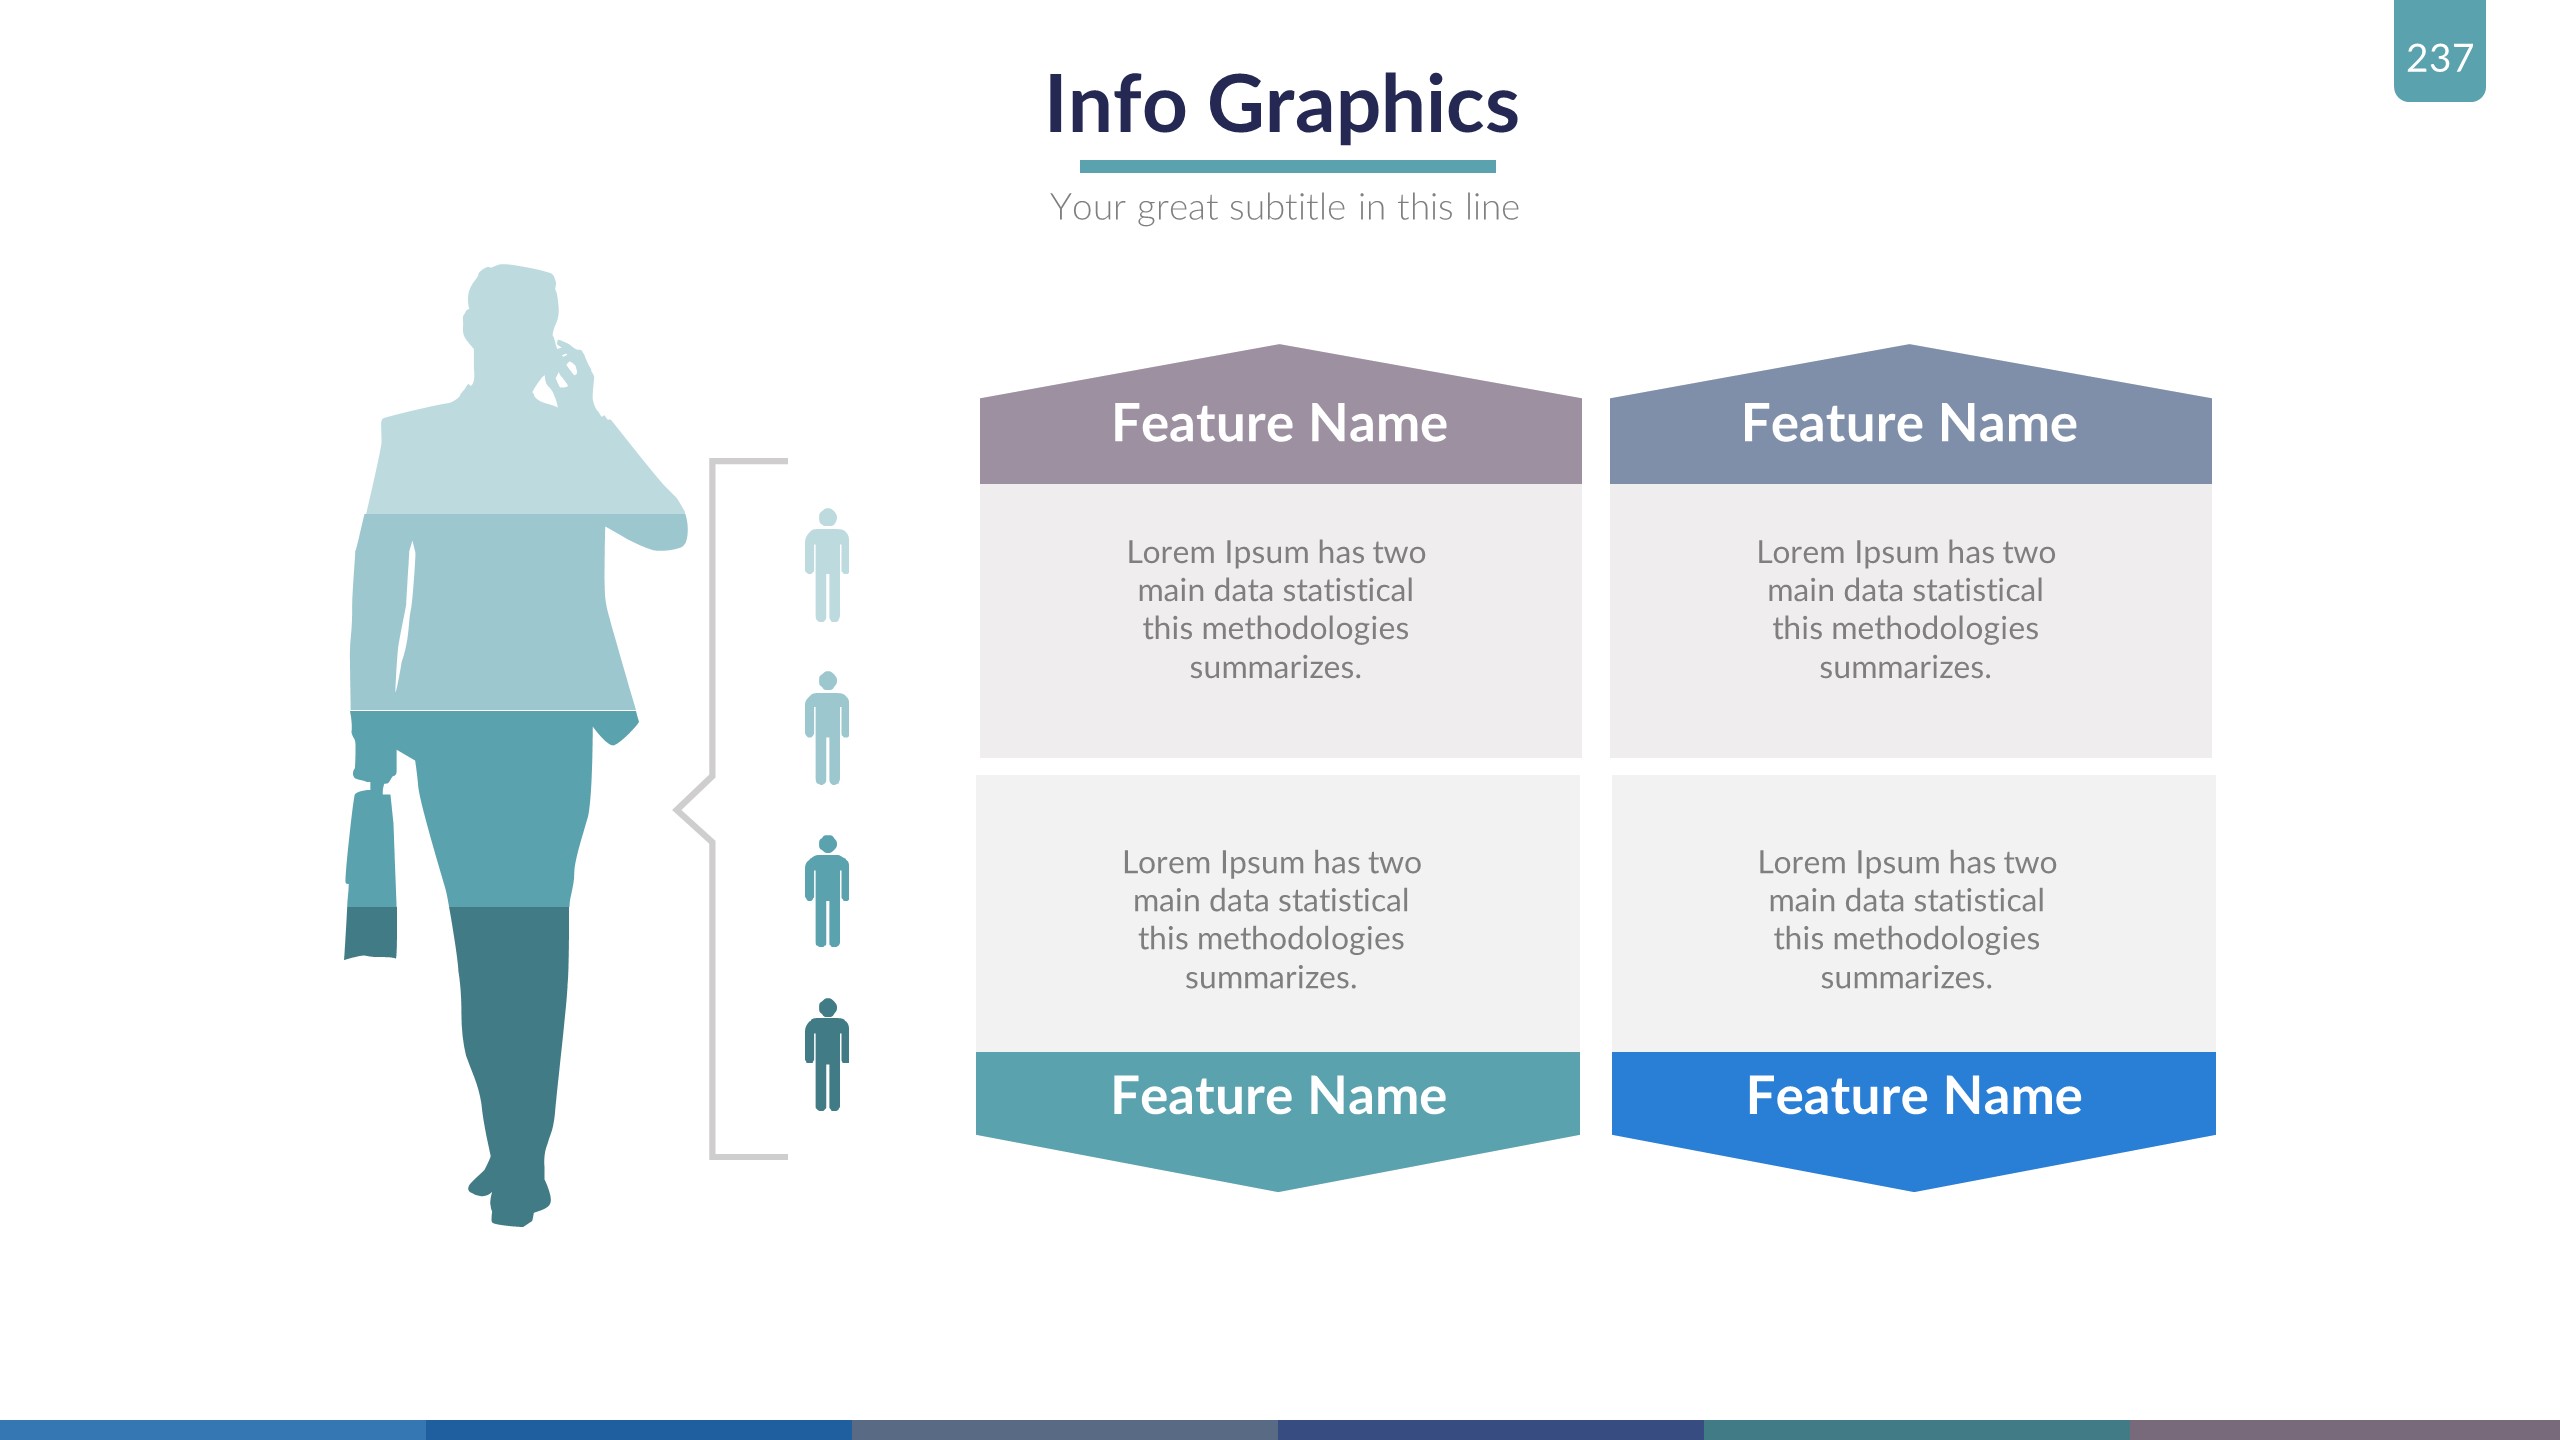 237
Info Graphics
Your great subtitle in this line
Feature Name
Lorem Ipsum has two
main data statistical
this methodologies
summarizes.
Feature Name
Lorem Ipsum has two
main data statistical
this methodologies
summarizes.
Lorem Ipsum has two
main data statistical
this methodologies
summarizes.
Feature Name
Lorem Ipsum has two
main data statistical
this methodologies
summarizes.
Feature Name